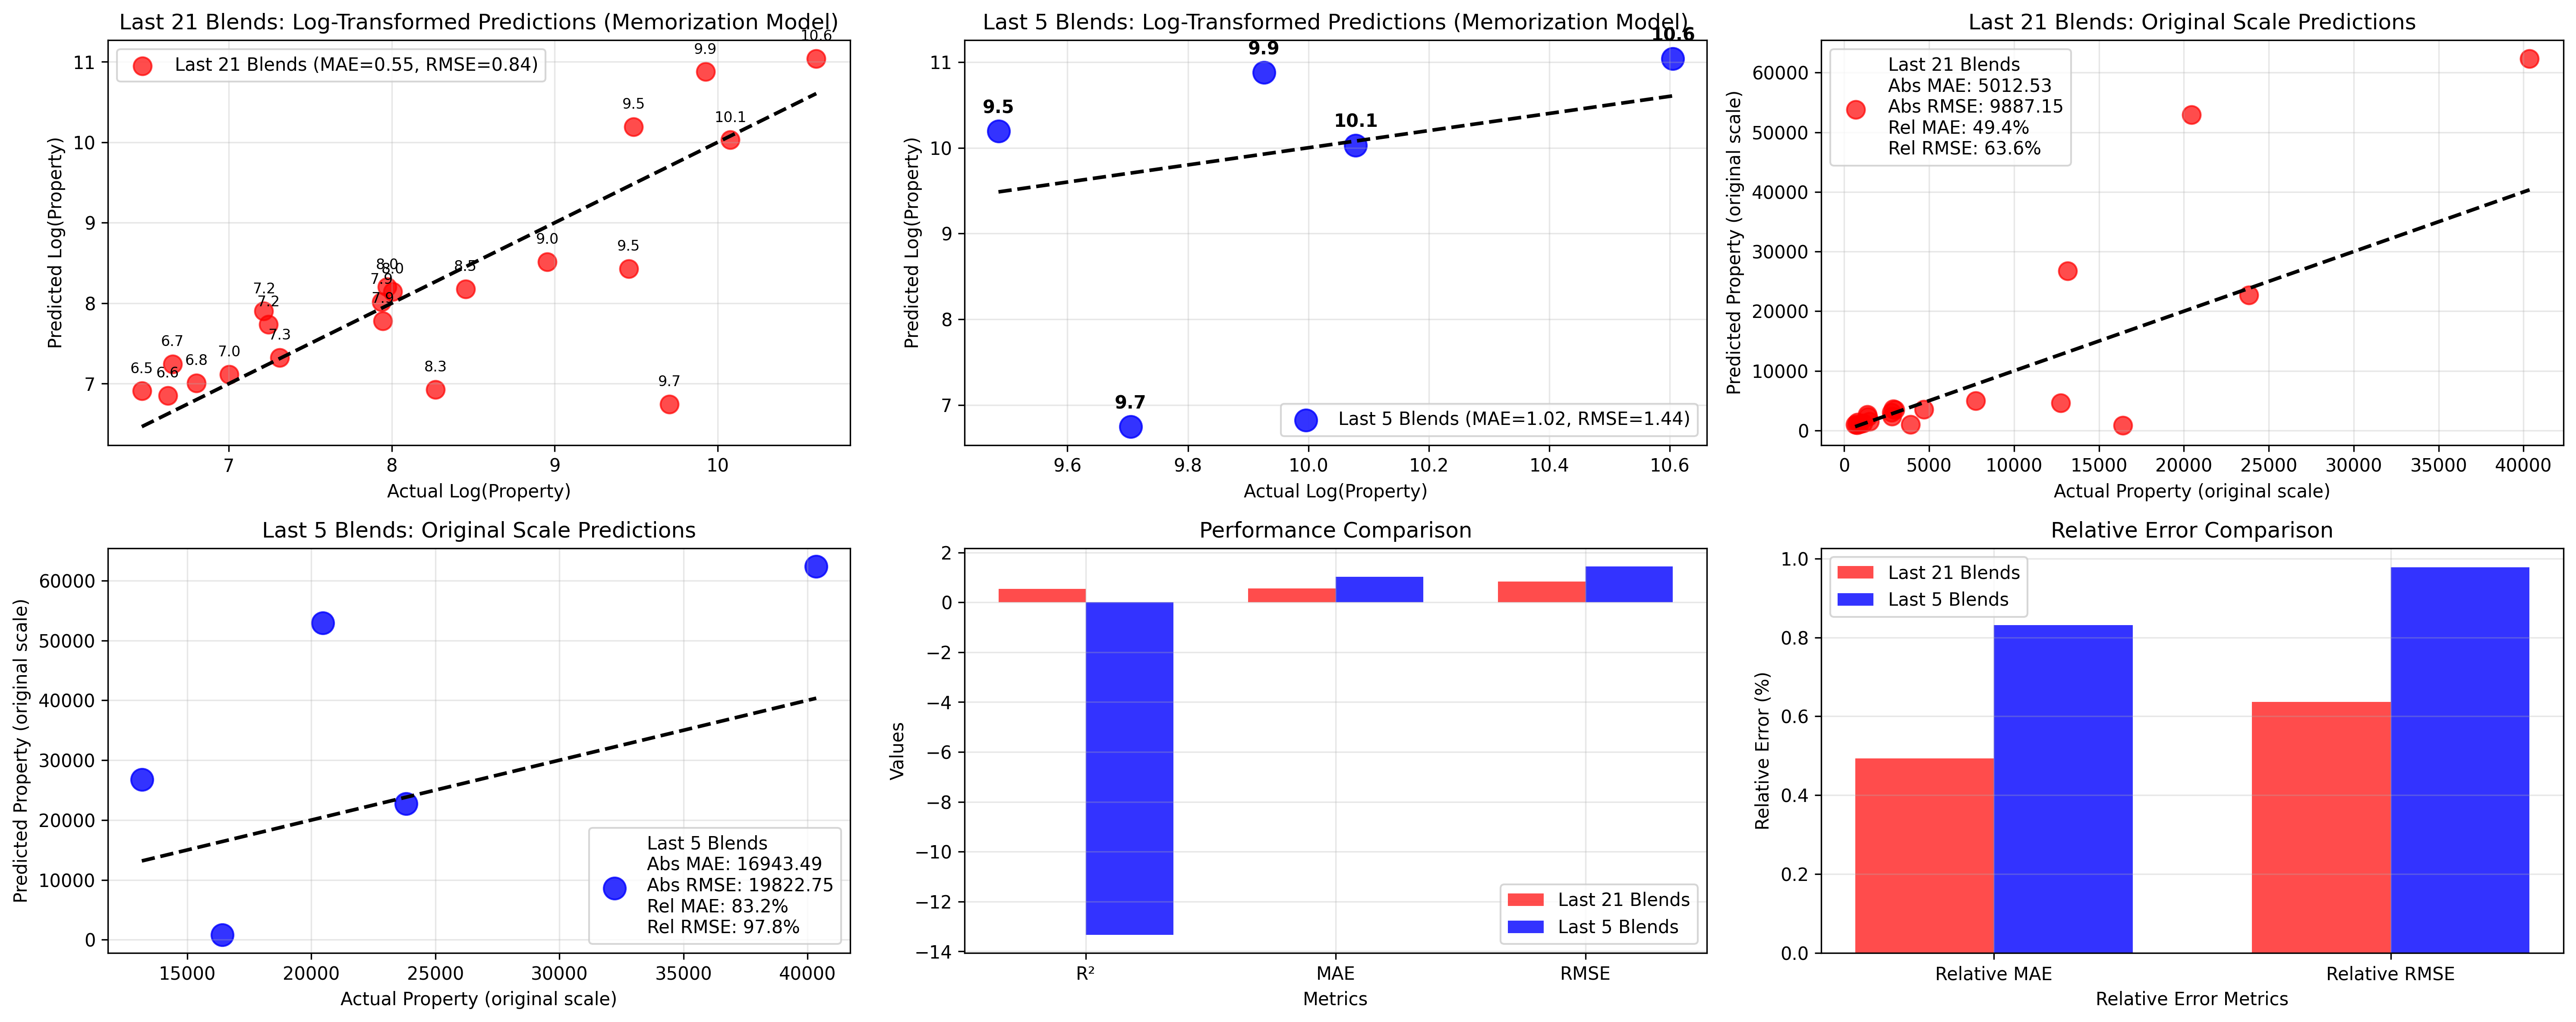 Last 21 Blends: Log-Transformed Predictions (Memorization Model)
Last 21 Blends (MAE=0.55, RMSE=0.84)
Predicted Log(Property)
11
10
9
8
7
10.6
9.9
9.5
10.1
9.0
9.5
8.0
8.0
8.5
7.9
7.9
7.2
7.2
7.3
6.7
6.8
7.0
6.5
6.6
8.3
9.7
7 8 9 10
Actual Log(Property)
Last 5 Blends: Log-Transformed Predictions (Memorization Model)
Predicted Log(Property)
11
10
9
8
7
10.6
9.9
9.5
10.1
9.7
Last 5 Blends (MAE=1.02, RMSE=1.44)
9.6 9.8 10.0 10.2 10.4 10.6
Actual Log(Property)
Last 21 Blends: Original Scale Predictions
Predicted Property (original scale)
60000
50000
40000
30000
20000
10000
0
Last 21 Blends
Abs MAE: 5012.53
Abs RMSE: 9887.15
Rel MAE: 49.4%
Rel RMSE: 63.6%
0 5000 10000 15000 20000 25000 30000 35000 40000
Actual Property (original scale)
Last 5 Blends: Original Scale Predictions
Predicted Property (original scale)
60000
50000
40000
30000
20000
10000
0
Last 5 Blends
Abs MAE: 16943.49
Abs RMSE: 19822.75
Rel MAE: 83.2%
Rel RMSE: 97.8%
15000 20000 25000 30000 35000 40000
Actual Property (original scale)
Performance Comparison
Values
2
0
−2
−4
−6
−8
−10
−12
−14
Last 21 Blends
Last 5 Blends
R² MAE RMSE
Metrics
Relative Error Comparison
Relative Error (%)
1.0
0.8
0.6
0.4
0.2
0.0
Last 21 Blends
Last 5 Blends
Relative MAE Relative RMSE
Relative Error Metrics